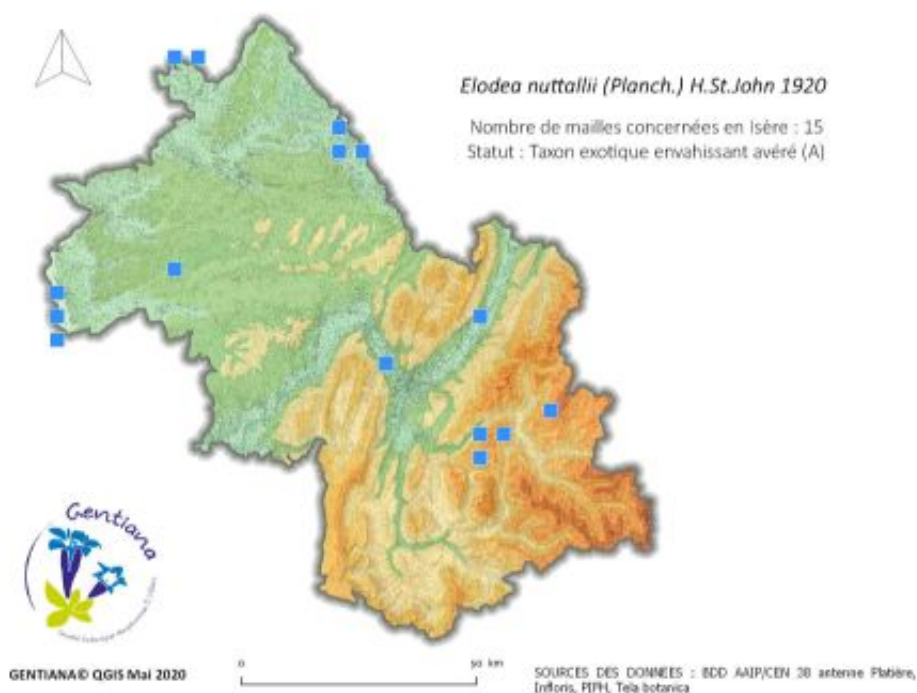 Elodea nuttallii (Planch.) H.St.John 1920
Nombre de mailles concernées en Isère : 15
Statut : Taxon exotique envahissant avéré (A)
Gentiana
GENTIANA© QGIS Mai 2020
0
50 km
SOURCES DES DONNEES : BDD AAIP/CEN 38 antenne Platière,
Infloris, PIFH, Tela botanica